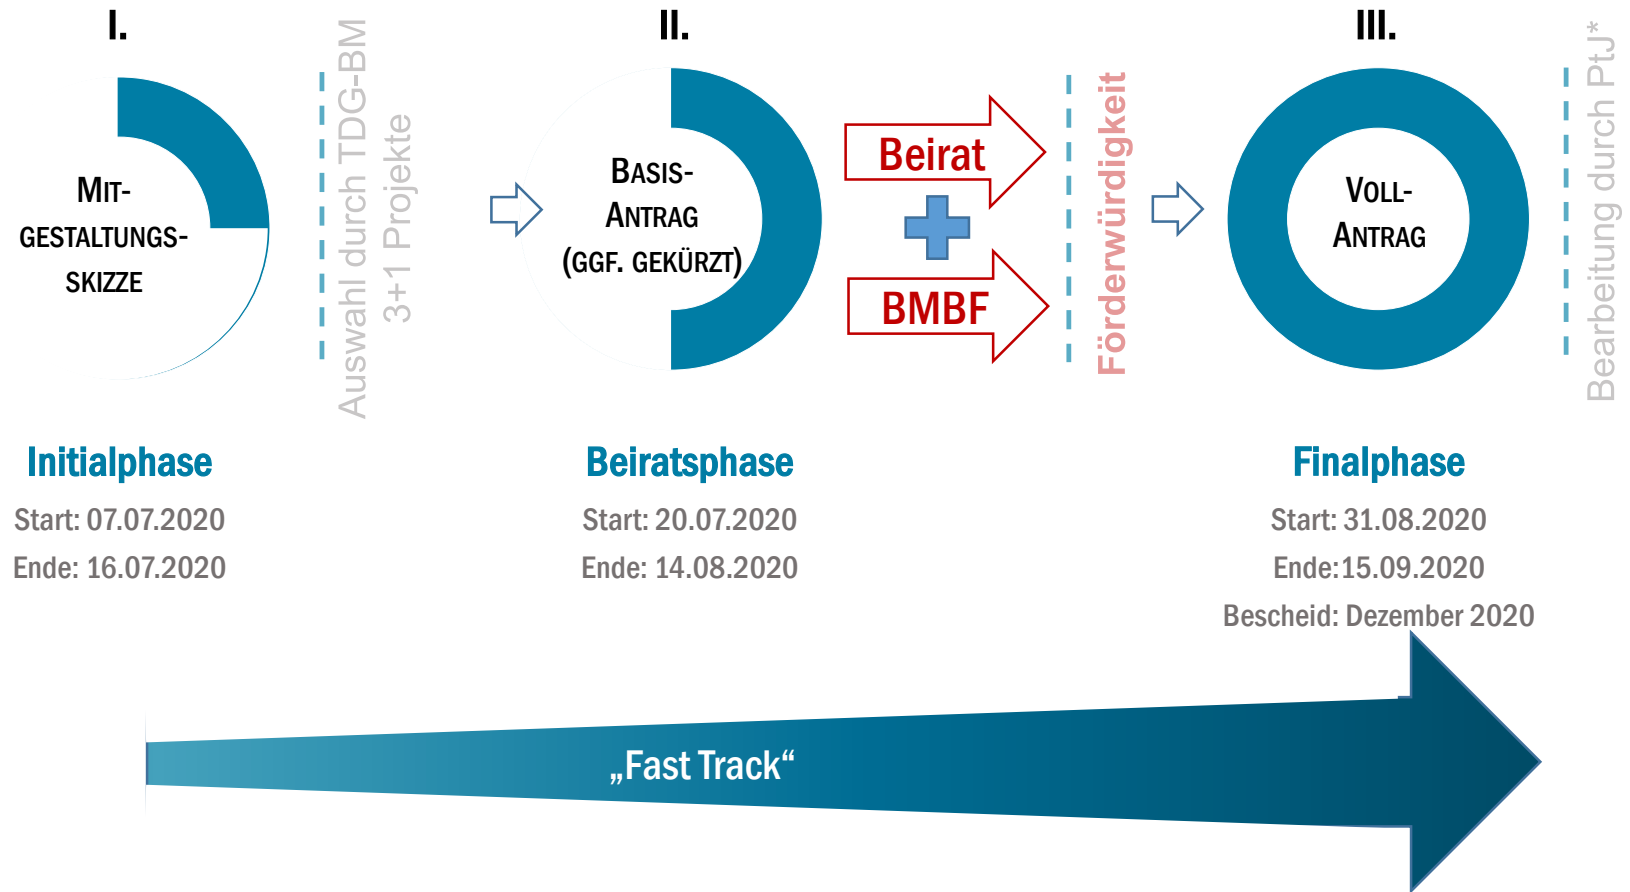 I.
MIT-
GESTALTUNGS-
SKIZZE
Auswahl durch TDG-BM
3+1 Projekte
II.
BASIS-
ANTRAG
(GGF. GEKÜRZT)
Beirat
BMBF
Förderwürdigkeit
III.
VOLL-
ANTRAG
Bearbeitung durch PtJ*
Initialphase
Start: 07.07.2020
Ende: 16.07.2020
Beiratsphase
Start: 20.07.2020
Ende: 14.08.2020
Finalphase
Start: 31.08.2020
Ende:15.09.2020
Bescheid: Dezember 2020
„Fast Track“